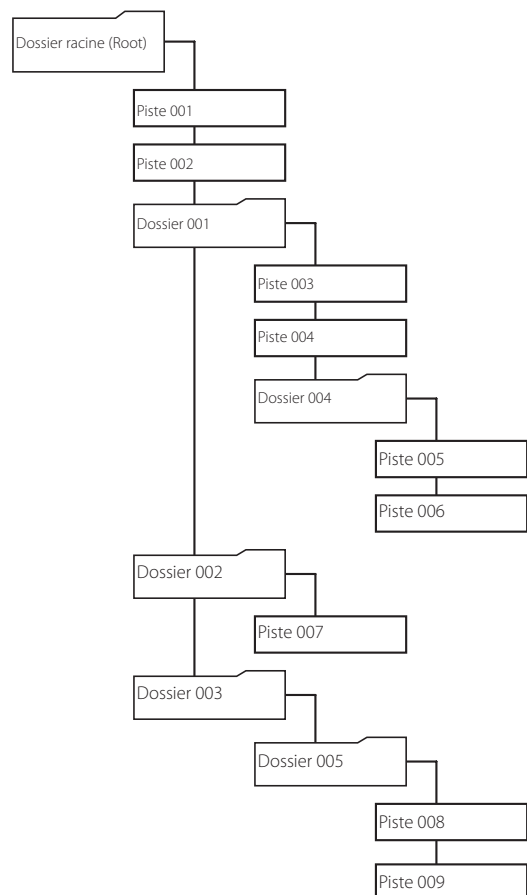 Dossier racine (Root)
Piste 001
Piste 002
Dossier 001
Piste 003
Piste 004
Dossier 004
Piste 005
Piste 006
Dossier 002
Piste 007
Dossier 003
Dossier 005
Piste 008
Piste 009